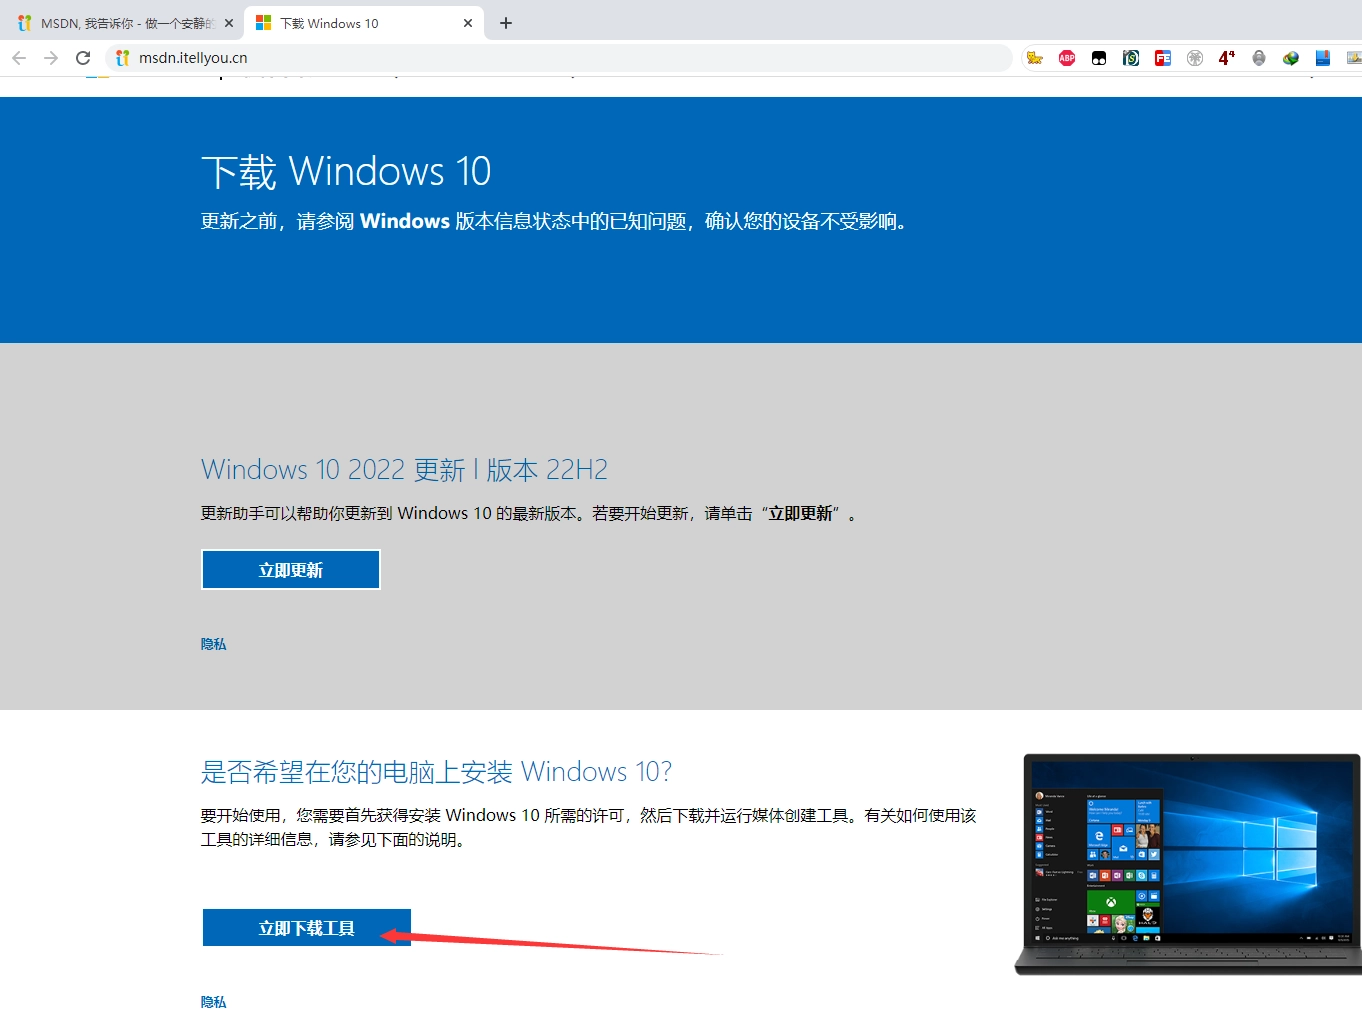 MSDN, 我告诉你 - 做一个安静的
下载 Windows 10
msdn.itellyou.cn
ABP
下载 Windows 10
更新之前，请参阅 Windows 版本信息状态中的已知问题，确认您的设备不受影响。
Windows 10 2022 更新 | 版本 22H2
更新助手可以帮助你更新到 Windows 10 的最新版本。若要开始更新，请单击“立即更新”。
立即更新
隐私
是否希望在您的电脑上安装 Windows 10?
要开始使用，您需要首先获得安装 Windows 10 所需的许可，然后下载并运行媒体创建工具。有关如何使用该
工具的详细信息，请参见下面的说明。
立即下载工具
隐私